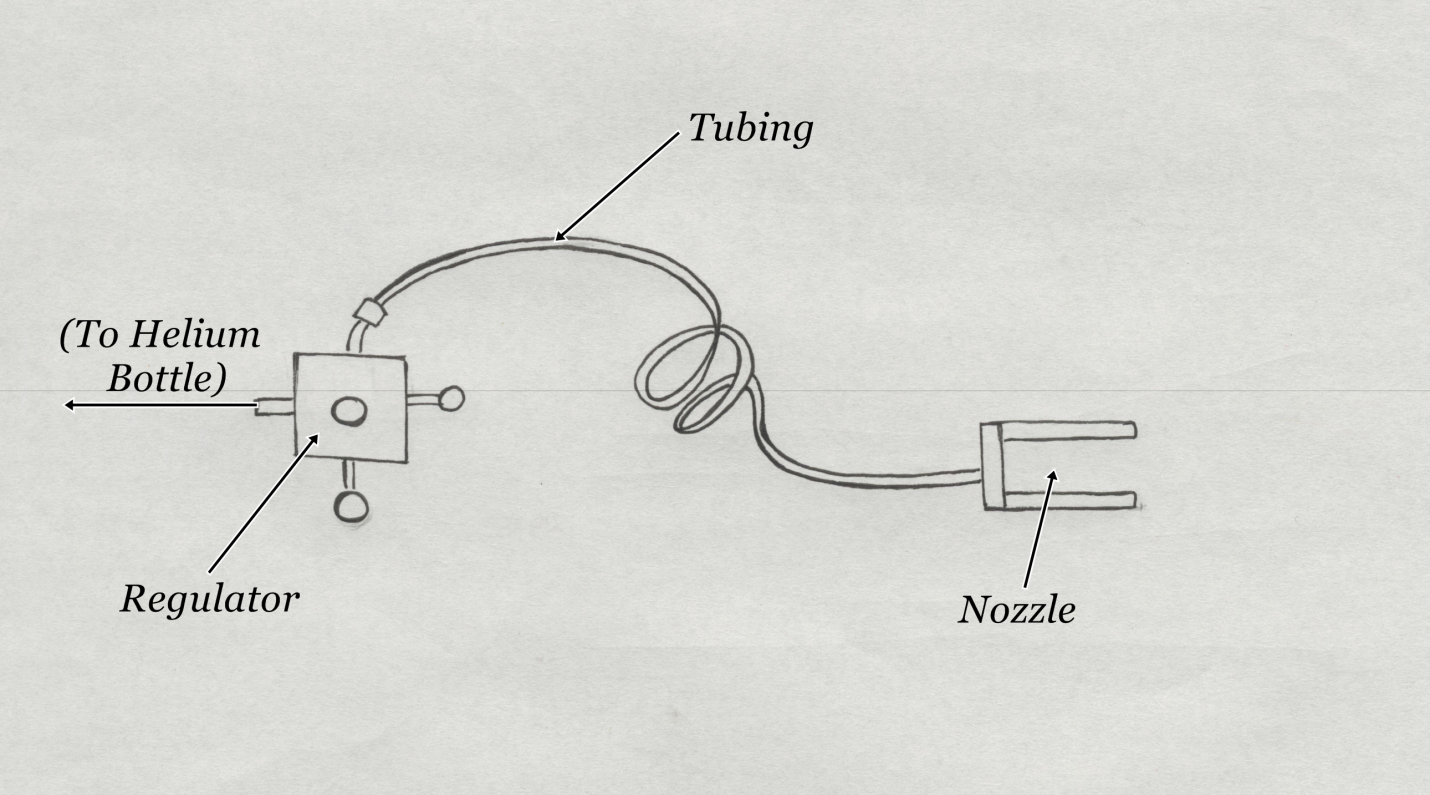 Tubing
(To Helium
Bottle)
Regulator
Nozzle